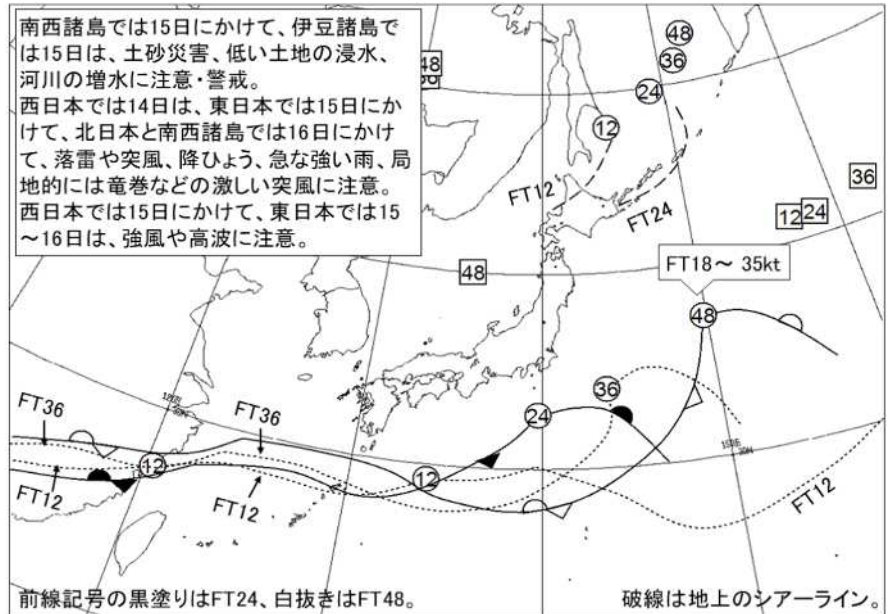 南西諸島では15日にかけて、伊豆諸島で
は15日は、土砂災害、低い土地の浸水、
河川の増水に注意・警戒。
西日本では14日は、東日本では15日にか
けて、北日本と南西諸島では16日にかけ
て、落雷や突風、降ひょう、急な強い雨、局
地的には竜巻などの激しい突風に注意。
西日本では15日にかけて、東日本では15
～16日は、強風や高波に注意。
48
36
24
48
12
FT12
FT24
36
12
24
48
FT18～ 35kt
48
36
24
FT36
FT36
12
12
FT12
FT12
FT12
前線記号の黒塗りはFT24、白抜きはFT48。
破線は地上のシアーライン。